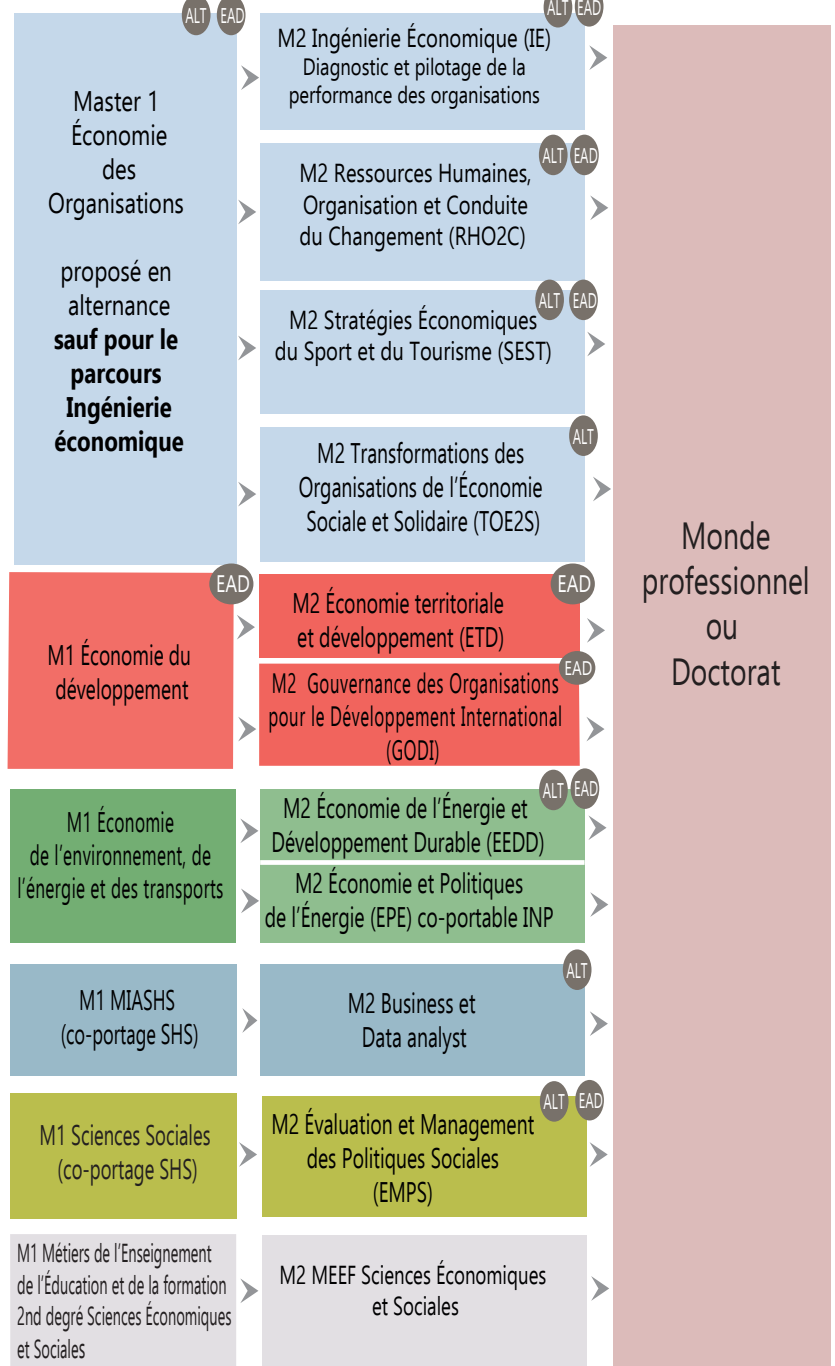 ALT EAD
Master 1
Économie
des
Organisations
proposé en
alternance
sauf pour le
parcours
Ingénierie
économique
ALT EAD
M2 Ingénierie Économique (IE)
Diagnostic et pilotage de la
performance des organisations
ALT EAD
M2 Ressources Humaines,
Organisation et Conduite
du Changement (RHO2C)
ALT EAD
M2 Stratégies Économiques
du Sport et du Tourisme (SEST)
ALT
M2 Transformations des
Organisations de l'Économie
Sociale et Solidaire (TOE2S)
EAD
M1 Économie du
développement
EAD
M2 Économie territoriale
et développement (ETD)
EAD
M2 Gouvernance des Organisations
pour le Développement International
(GODI)
M1 Économie
de l'environnement, de
l'énergie et des transports
ALT EAD
M2 Économie de l'Énergie et
Développement Durable (EEDD)
M2 Économie et Politiques
de l'Énergie (EPE) co-portable INP
M1 MIASHS
(co-portage SHS)
ALT
M2 Business et
Data analyst
M1 Sciences Sociales
(co-portage SHS)
ALT EAD
M2 Évaluation et Management
des Politiques Sociales
(EMPS)
M1 Métiers de l'Enseignement
de l'Éducation et de la formation
2nd degré Sciences Économiques
et Sociales
M2 MEEF Sciences Économiques
et Sociales
Monde
professionnel
ou
Doctorat